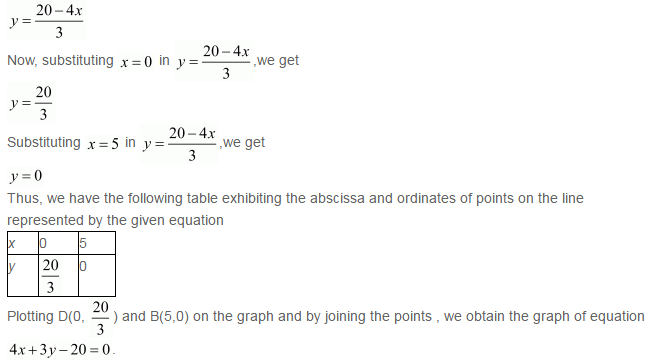 y = \frac{20-4x}{3}
Now, substituting x = 0 in y = \frac{20-4x}{3} ,we get
y = \frac{20}{3}
Substituting x = 5 in y = \frac{20-4x}{3} ,we get
y = 0
Thus, we have the following table exhibiting the abscissa and ordinates of points on the line
represented by the given equation
x 0 5
y \frac{20}{3} 0
Plotting D(0, \frac{20}{3} ) and B(5,0) on the graph and by joining the points , we obtain the graph of equation
4x + 3y – 20 = 0 .